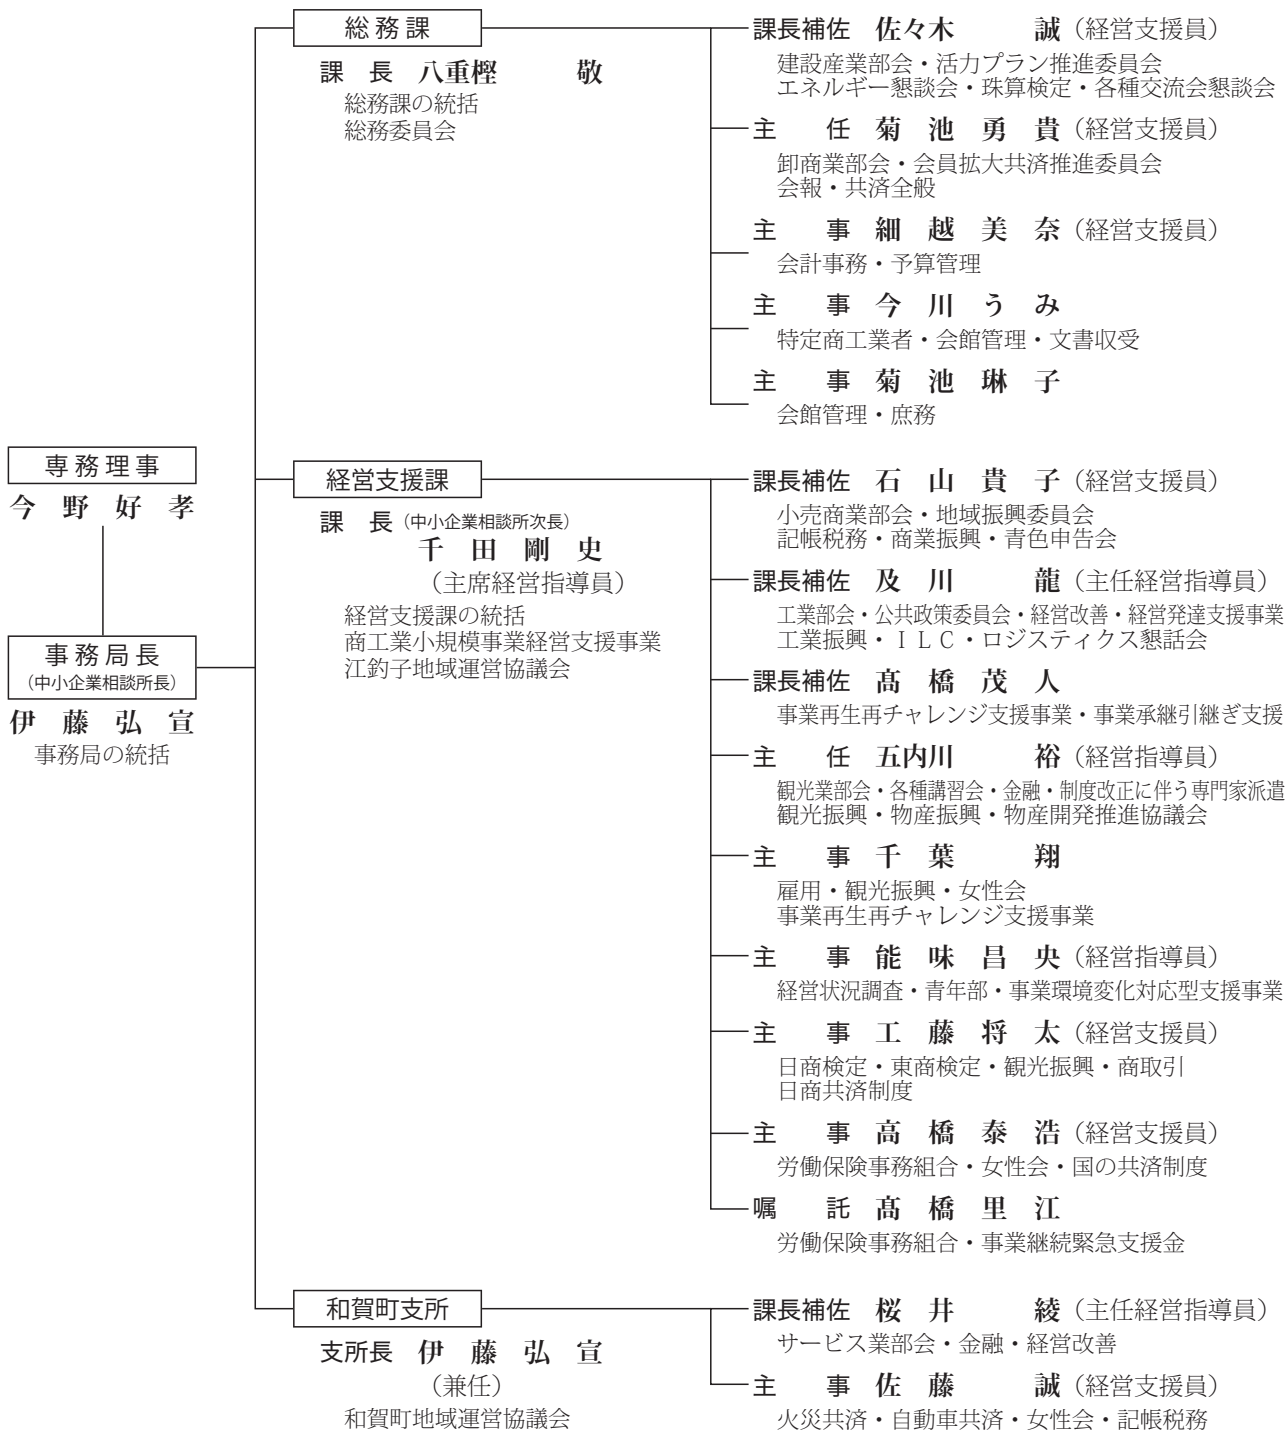 専務理事
今野好孝
事務局長
（中小企業相談所長）
伊藤弘宣
事務局の統括
総務課
課長 八重樫 敬
総務課の統括
総務委員会
課長補佐 佐々木 誠（経営支援員）
建設産業部会・活力プラン推進委員会
エネルギー懇談会・珠算検定・各種交流会懇談会
主任 菊池勇貴（経営支援員）
卸商業部会・会員拡大共済推進委員会
会報・共済全般
主事 細越美奈（経営支援員）
会計事務・予算管理
主事 今川うみ
特定商工業者・会館管理・文書収受
主事 菊池琳子
会館管理・庶務
経営支援課
課長（中小企業相談所次長）
千田剛史
（主席経営指導員）
経営支援課の統括
商工業小規模事業経営支援事業
江釣子地域運営協議会
課長補佐 石山貴子（経営支援員）
小売商業部会・地域振興委員会
記帳税務・商業振興・青色申告会
課長補佐 及川 龍（主任経営指導員）
工業部会・公共政策委員会・経営改善・経営発達支援事業
工業振興・ＩＬＣ・ロジスティクス懇話会
課長補佐 髙橋茂人
事業再生再チャレンジ支援事業・事業承継引継ぎ支援
主任 五内川 裕（経営指導員）
観光業部会・各種講習会・金融・制度改正に伴う専門家派遣
観光振興・物産振興・物産開発推進協議会
主事 千葉 翔
雇用・観光振興・女性会
事業再生再チャレンジ支援事業
主事 能味昌央（経営指導員）
経営状況調査・青年部・事業環境変化対応型支援事業
主事 工藤将太（経営支援員）
日商検定・東商検定・観光振興・商取引
日商共済制度
主事 高橋泰浩（経営支援員）
労働保険事務組合・女性会・国の共済制度
嘱託 髙橋里江
労働保険事務組合・事業継続緊急支援金
和賀町支所
支所長 伊藤弘宣
（兼任）
和賀町地域運営協議会
課長補佐 桜井 綾（主任経営指導員）
サービス業部会・金融・経営改善
主事 佐藤 誠（経営支援員）
火災共済・自動車共済・女性会・記帳税務